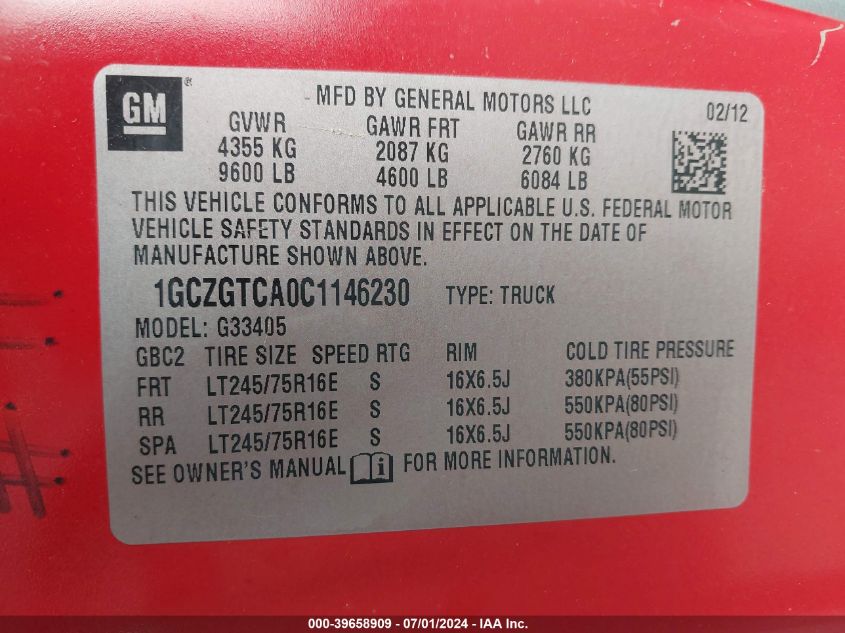 GM ® - MFD BY GENERAL MOTORS LLC 02/12
GVWR GAWR FRT GAWR RR
4355 KG 2087 KG 2760 KG
9600 LB 4600 LB 6084 LB
THIS VEHICLE CONFORMS TO ALL APPLICABLE U.S. FEDERAL MOTOR
VEHICLE SAFETY STANDARDS IN EFFECT ON THE DATE OF
MANUFACTURE SHOWN ABOVE.
1GCZGTCA0C1146230 TYPE: TRUCK
MODEL: G33405
GBC2 TIRE SIZE SPEED RTG RIM COLD TIRE PRESSURE
FRT LT245/75R16E S 16X6.5J 380KPA(55PSI)
RR LT245/75R16E S 16X6.5J 550KPA(80PSI)
SPA LT245/75R16E S 16X6.5J 550KPA(80PSI)
SEE OWNER'S MANUAL i FOR MORE INFORMATION.
000-39658909 - 07/01/2024 - IAA Inc.